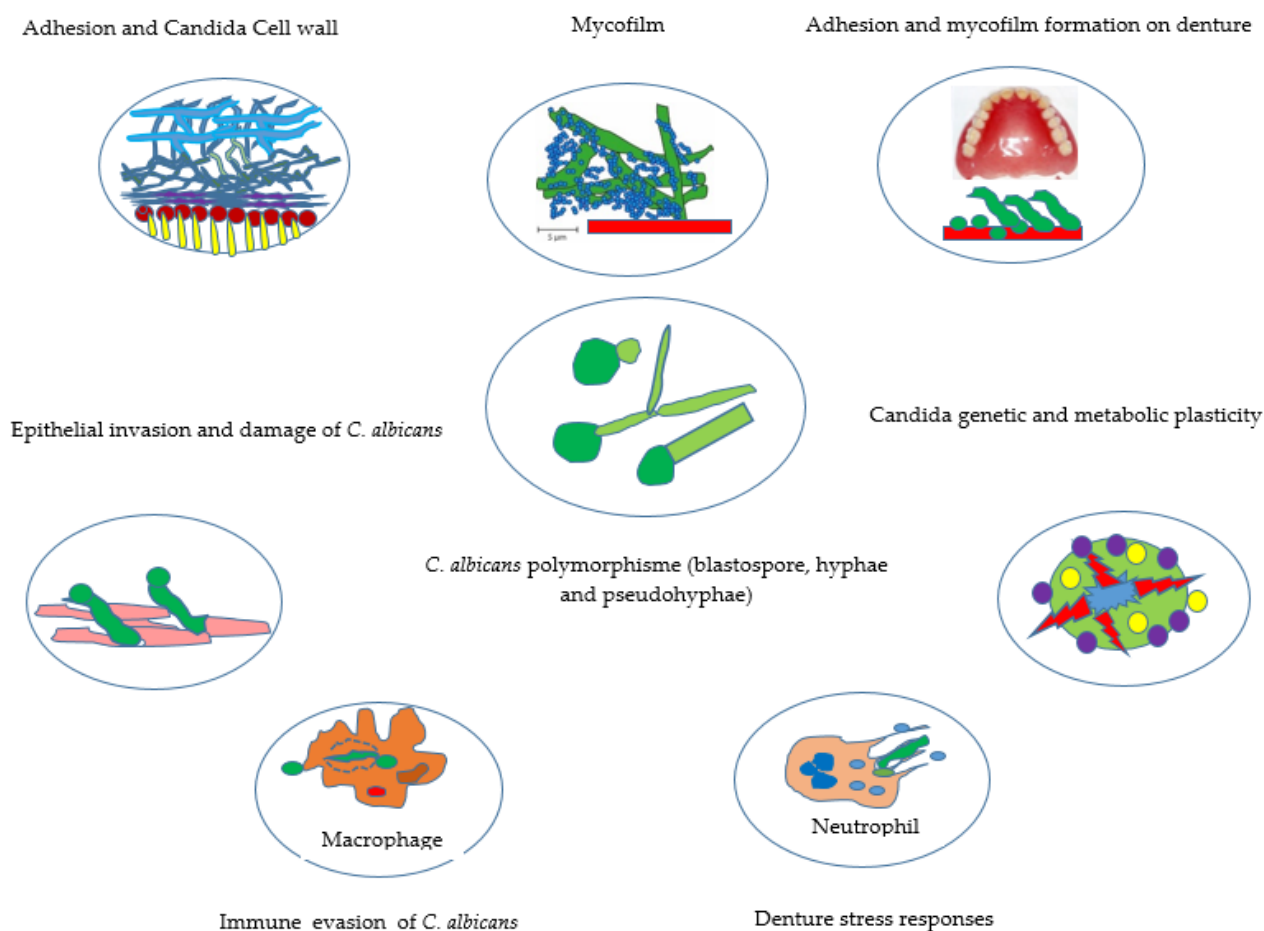 Adhesion and Candida Cell wall
Mycofilm
Adhesion and mycofilm formation on denture
5 µm
Epithelial invasion and damage of C. albicans
Candida genetic and metabolic plasticity
C. albicans polymorphisme (blastospore, hyphae
and pseudohyphae)
Macrophage
Neutrophil
Immune evasion of C. albicans
Denture stress responses